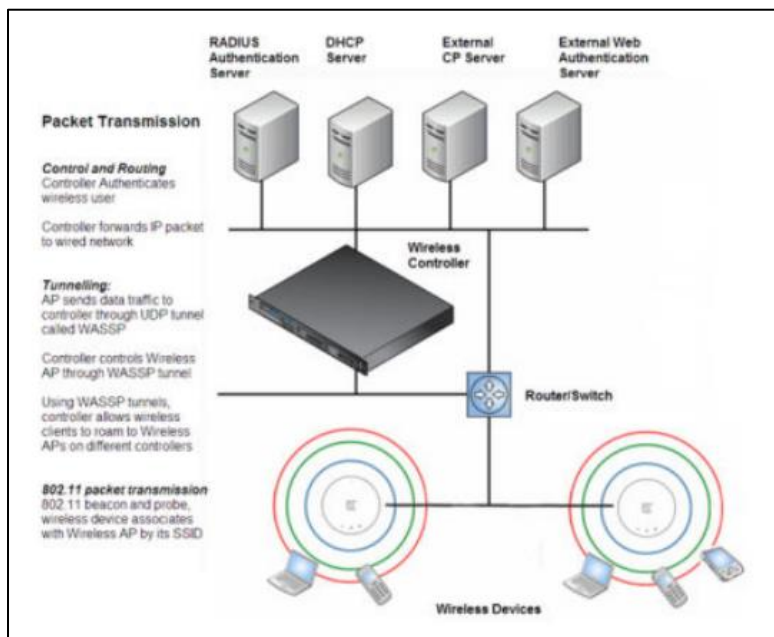 RADIUS
Authentication
Server
DHCP
Server
External
CP Server
External Web
Authentication
Server
Packet Transmission
Control and Routing
Controller Authenticates
wireless user
Controller forwards IP packet
to wired network
Wireless
Controller
Tunnelling:
AP sends data traffic to
controller through UDP tunnel
called WASSP
Controller controls Wireless
AP through WASSP tunnel
Using WASSP tunnels,
controller allows wireless
clients to roam to Wireless
APs on different controllers
Router/Switch
802.11 packet transmission
802.11 beacon and probe,
wireless device associates
with Wireless AP by its SSID
Wireless Devices